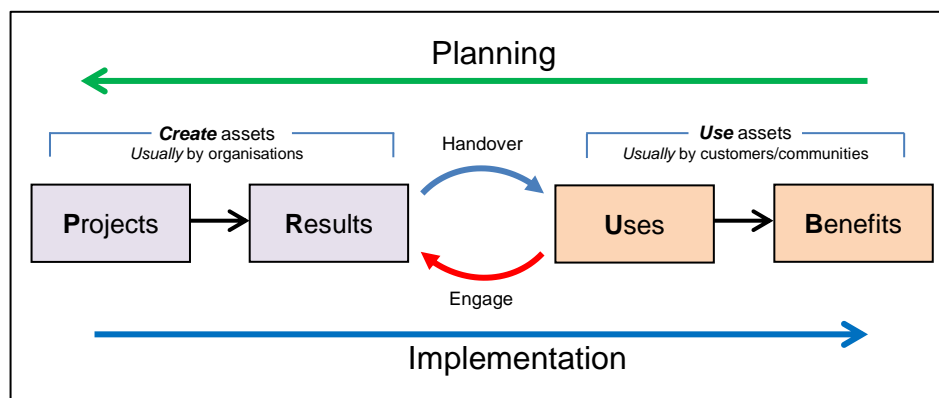 Planning
Create assets
Usually by organisations
Handover
Use assets
Usually by customers/communities
Projects
Results
Uses
Benefits
Engage
Implementation